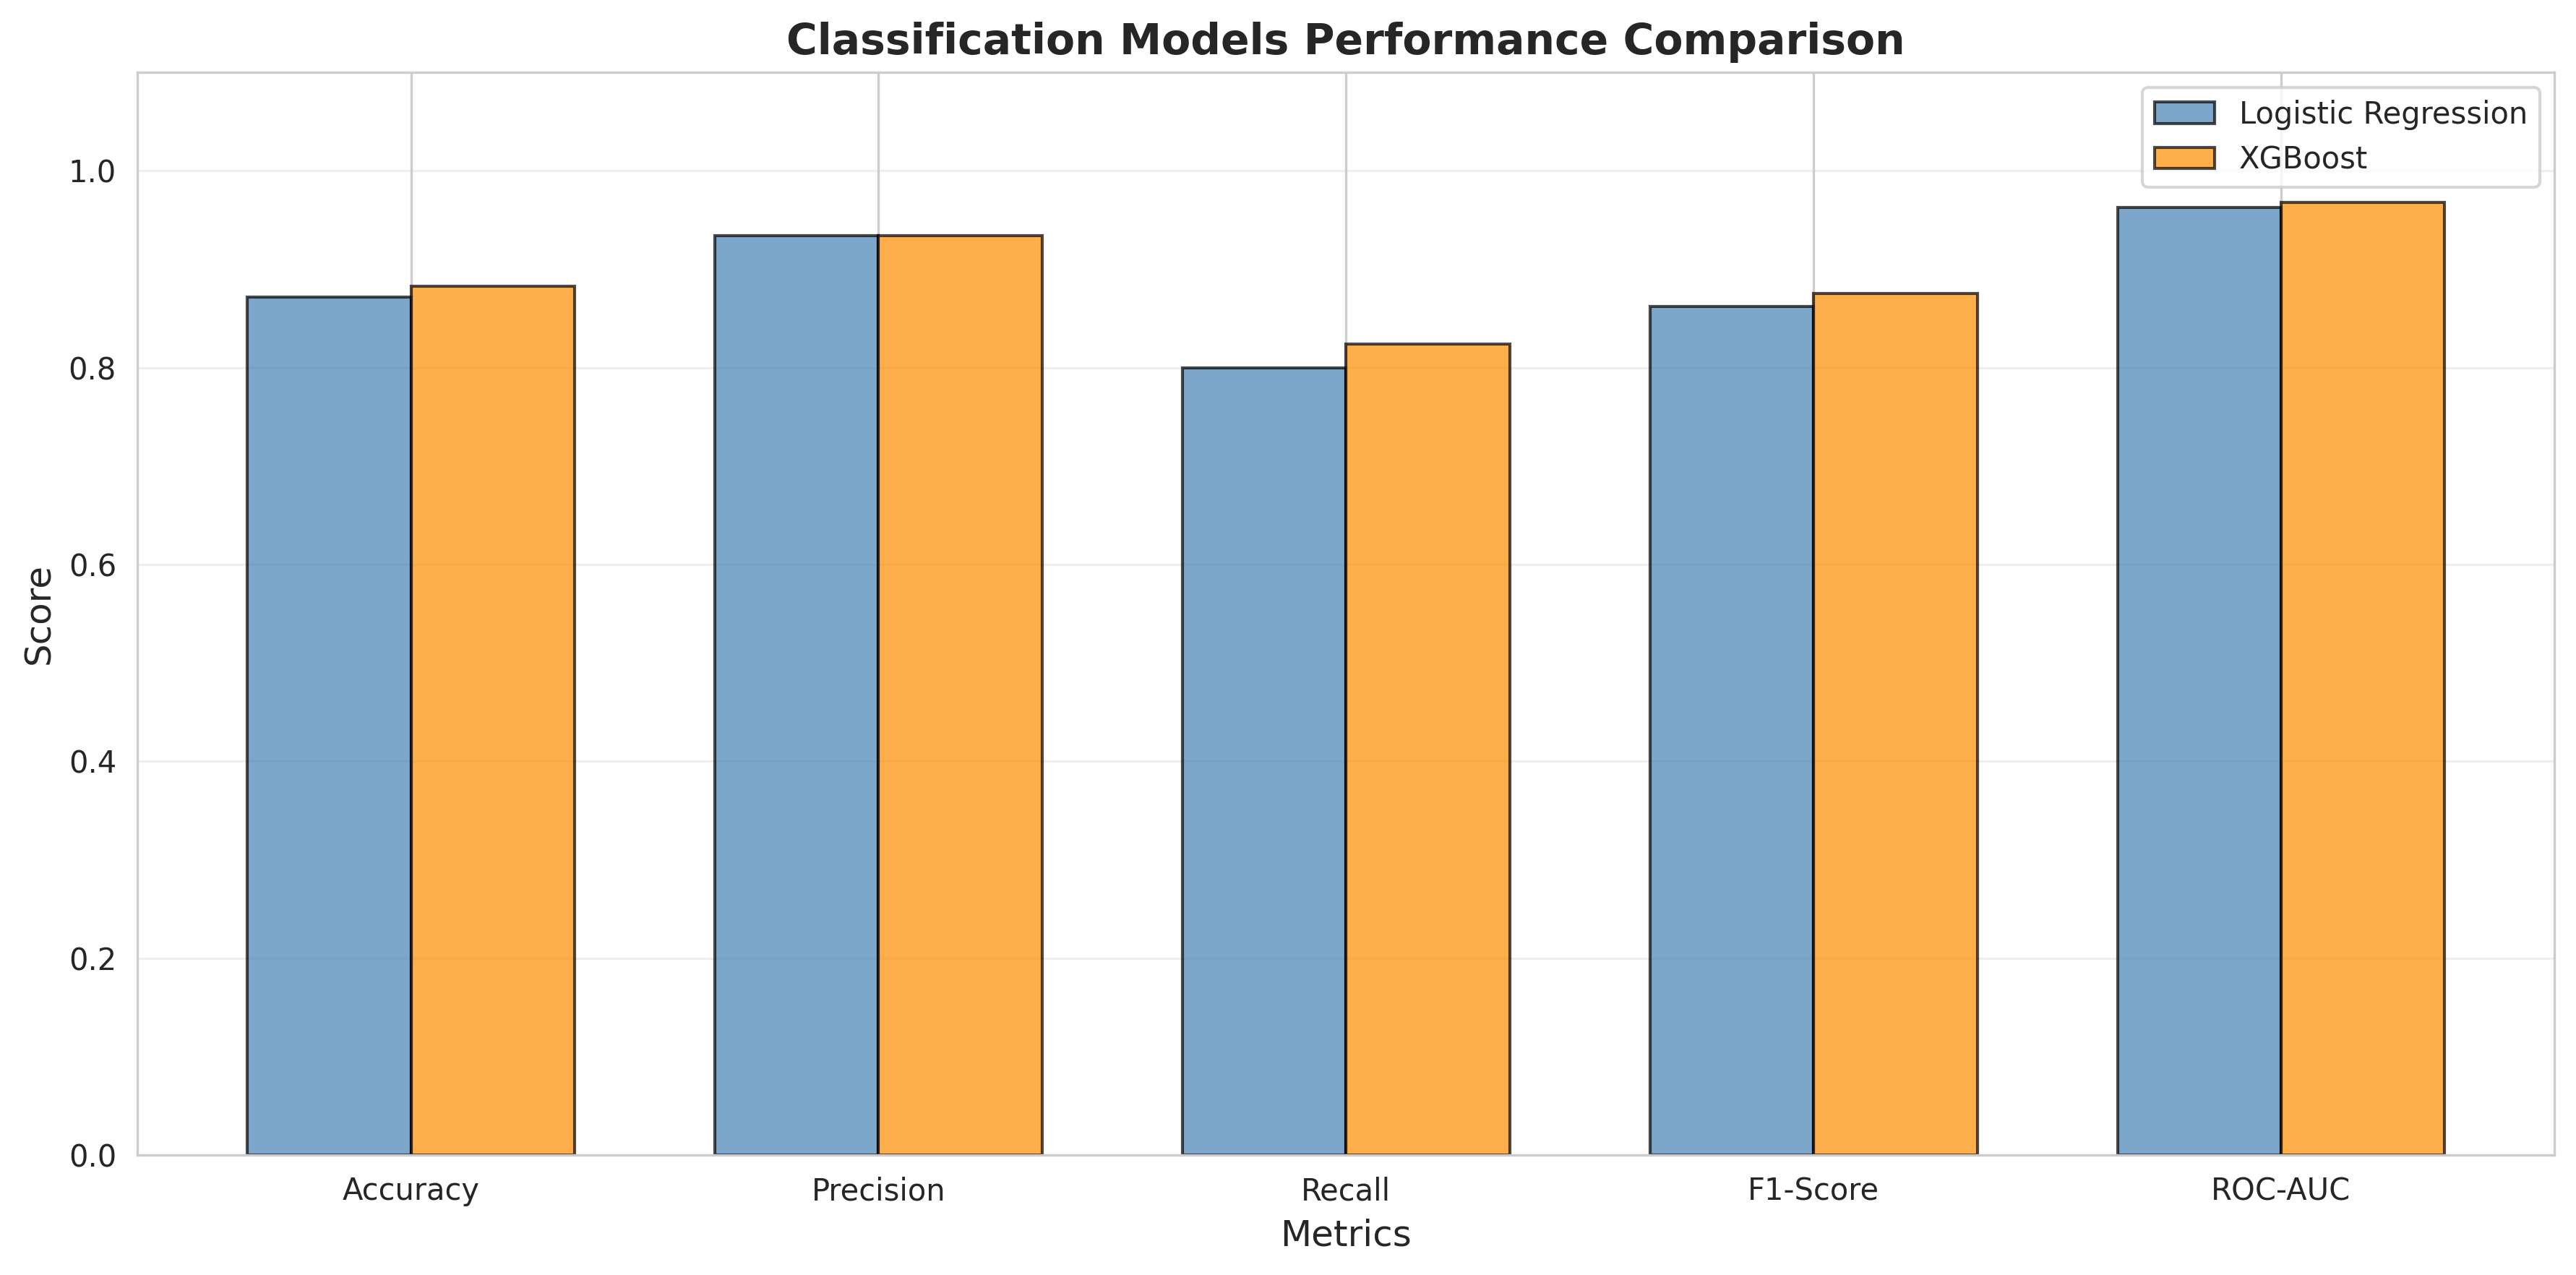 Classification Models Performance Comparison
Logistic Regression
XGBoost
1.0
0.8
0.6
0.4
0.2
0.0
Score
Accuracy
Precision
Recall
F1-Score
ROC-AUC
Metrics